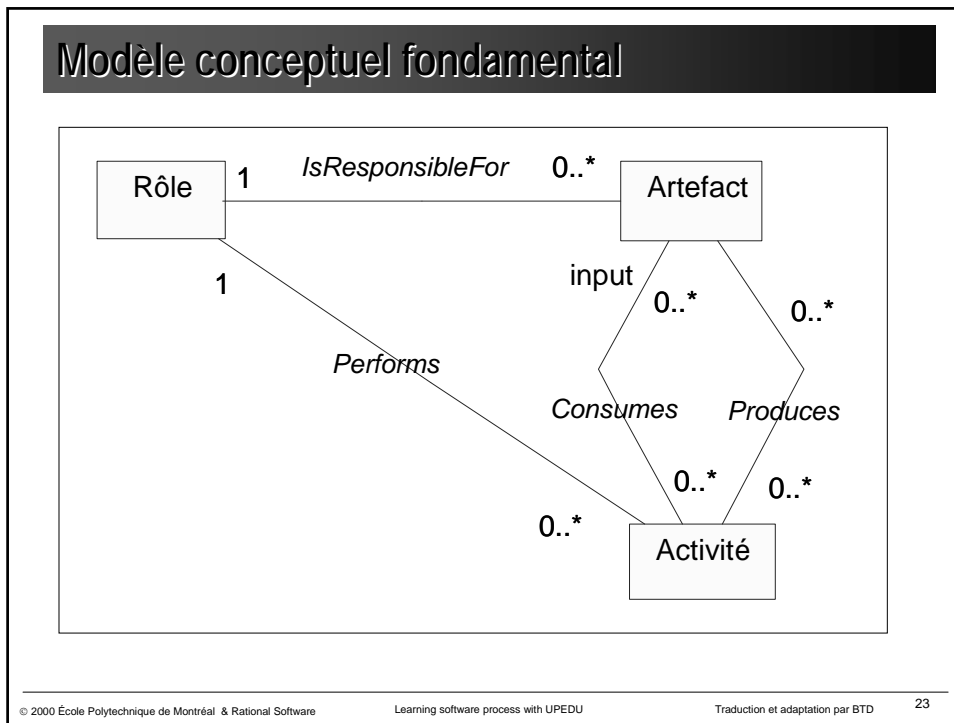 Modèle conceptuel fondamental
IsResponsibleFor
Rôle 1 0..* Artefact
1
input
0..* 0..*
Performs
Consumes Produces
0..* 0..*
0..*
Activité
© 2000 École Polytechnique de Montréal & Rational Software Learning software process with UPEDU Traduction et adaptation par BTD 23